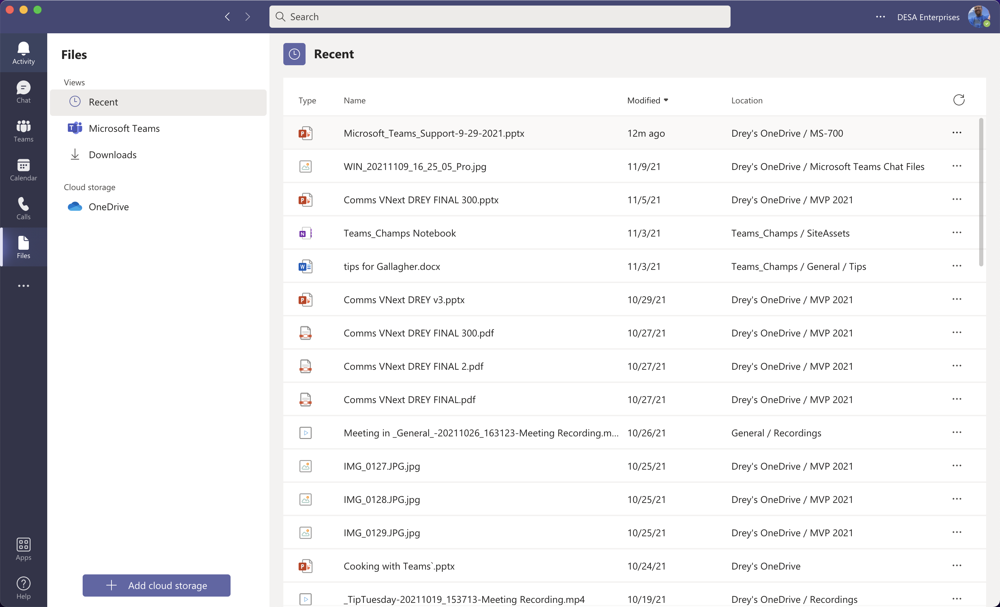 Search
DESA Enterprises
Activity
Chat
Teams
Calendar
Calls
Files
Apps
Help
Files
Views
Recent
Microsoft Teams
Downloads
Cloud storage
OneDrive
Add cloud storage
Recent
Type Name Modified Location
Microsoft_Teams_Support-9-29-2021.pptx 12m ago Drey's OneDrive / MS-700
WIN_20211109_16_25_05_Pro.jpg 11/9/21 Drey's OneDrive / Microsoft Teams Chat Files
Comms VNext DREY FINAL 300.pptx 11/5/21 Drey's OneDrive / MVP 2021
Teams_Champs Notebook 11/3/21 Teams_Champs / SiteAssets
tips for Gallagher.docx 11/3/21 Teams_Champs / General / Tips
Comms VNext DREY v3.pptx 10/29/21 Drey's OneDrive / MVP 2021
Comms VNext DREY FINAL 300.pdf 10/27/21 Drey's OneDrive / MVP 2021
Comms VNext DREY FINAL 2.pdf 10/27/21 Drey's OneDrive / MVP 2021
Comms VNext DREY FINAL.pdf 10/27/21 Drey's OneDrive / MVP 2021
Meeting in _General_-20211026_163123-Meeting Recording.m... 10/26/21 General / Recordings
IMG_0127.JPG.jpg 10/25/21 Drey's OneDrive / MVP 2021
IMG_0128.JPG.jpg 10/25/21 Drey's OneDrive / MVP 2021
IMG_0129.JPG.jpg 10/25/21 Drey's OneDrive / MVP 2021
Cooking with Teams`.pptx 10/24/21 Drey's OneDrive
_TipTuesday-20211019_153713-Meeting Recording.mp4 10/19/21 Drey's OneDrive / Recordings